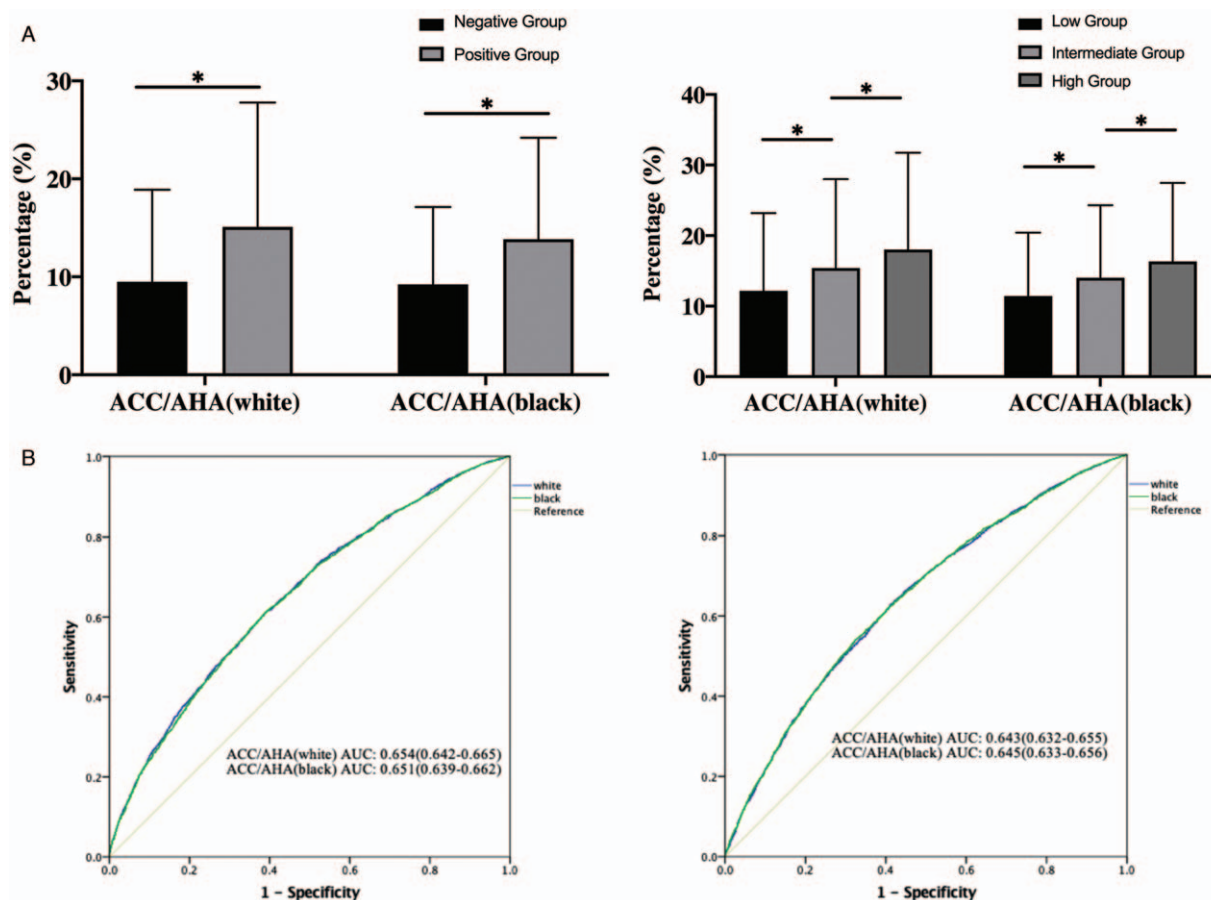 A
Negative Group
Positive Group
*
*
30
20
10
0
Percentage (%)
ACC/AHA(white)
ACC/AHA(black)
Low Group
Intermediate Group
High Group
*
*
*
*
40
30
20
10
0
Percentage (%)
ACC/AHA(white)
ACC/AHA(black)
B
1.0
0.8
0.6
0.4
0.2
0.0
Sensitivity
white
black
Reference
ACC/AHA(white) AUC: 0.654(0.642-0.665)
ACC/AHA(black) AUC: 0.651(0.639-0.662)
0.0 0.2 0.4 0.6 0.8 1.0
1 - Specificity
1.0
0.8
0.6
0.4
0.2
0.0
Sensitivity
white
black
Reference
ACC/AHA(white) AUC: 0.643(0.632-0.655)
ACC/AHA(black) AUC: 0.645(0.633-0.656)
0.0 0.2 0.4 0.6 0.8 1.0
1 - Specificity